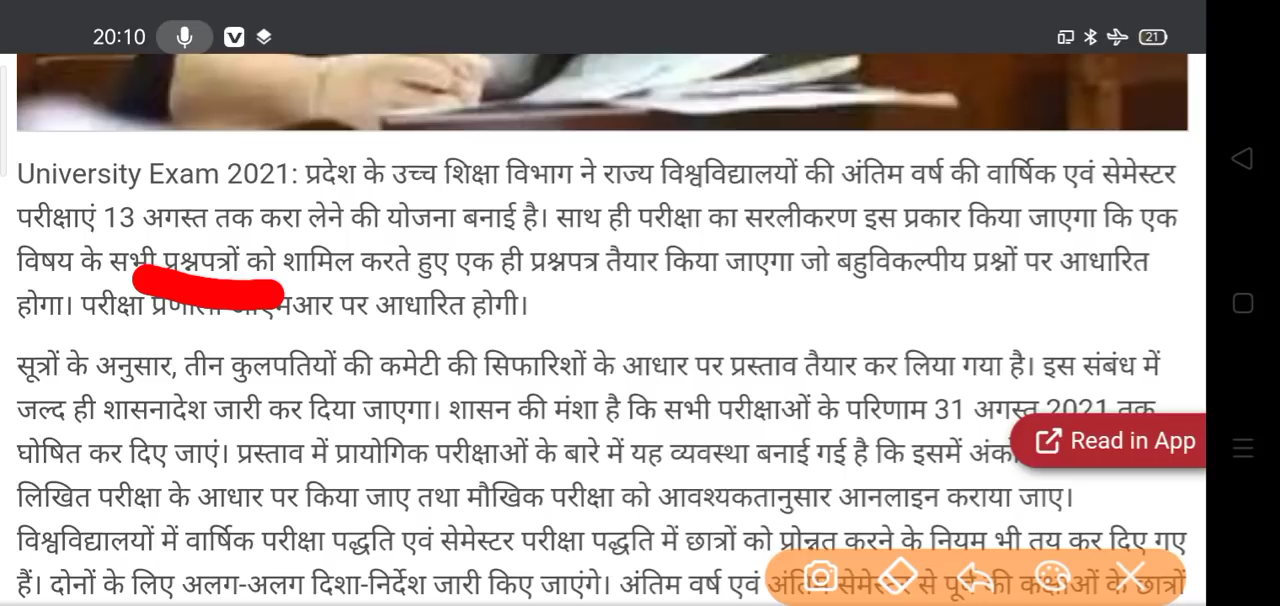 20:10
21
University Exam 2021: प्रदेश के उच्च शिक्षा विभाग ने राज्य विश्वविद्यालयों की अंतिम वर्ष की वार्षिक एवं सेमेस्टर
परीक्षाएं 13 अगस्त तक करा लेने की योजना बनाई है। साथ ही परीक्षा का सरलीकरण इस प्रकार किया जाएगा कि एक
विषय के सभी प्रश्नपत्रों को शामिल करते हुए एक ही प्रश्नपत्र तैयार किया जाएगा जो बहुविकल्पीय प्रश्नों पर आधारित
होगा। परीक्षा पर आधारित होगी।
सूत्रों के अनुसार, तीन कुलपतियों की कमेटी की सिफारिशों के आधार पर प्रस्ताव तैयार कर लिया गया है। इस संबंध में
जल्द ही शासनादेश जारी कर दिया जाएगा। शासन की मंशा है कि सभी परीक्षाओं के परिणाम 31 अगस्त 2021 तक
घोषित कर दिए जाएं। प्रस्ताव में प्रायोगिक परीक्षाओं के बारे में यह व्यवस्था बनाई गई है कि इसमें
Read in App
लिखित परीक्षा के आधार पर किया जाए तथा मौखिक परीक्षा को आवश्यकतानुसार आनलाइन कराया जाए।
विश्वविद्यालयों में वार्षिक परीक्षा पद्धति एवं सेमेस्टर परीक्षा पद्धति में छात्रों को प्रोन्नत करने के नियम भी तय कर दिए गए
हैं। दोनों के लिए अलग-अलग दिशा-निर्देश जारी किए जाएंगे। अंतिम वर्ष एवं अंतिम सेमेस्टर से पूर्व की कक्षाओं के छात्रों